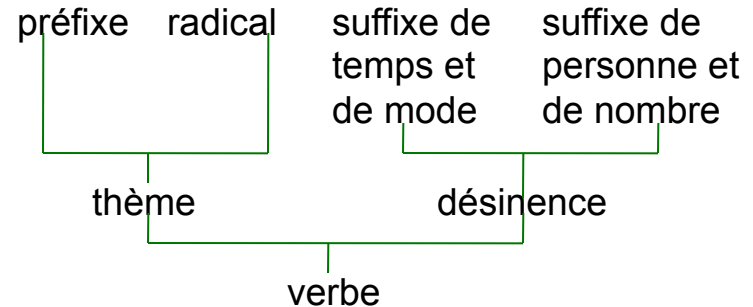 préfixe radical suffixe de suffixe de
temps et personne et
de mode de nombre
thème désinence
verbe